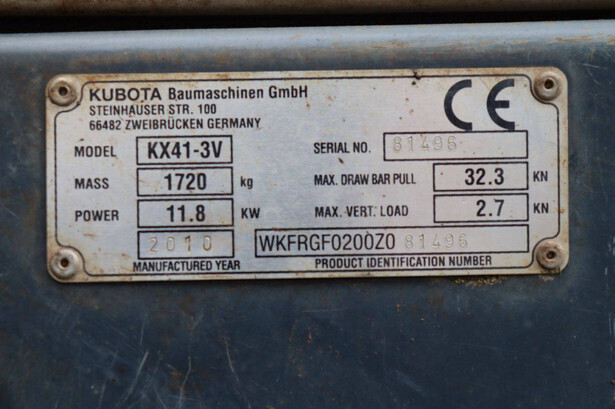 KUBOTA Baumaschinen GmbH
STEINHAUSER STR. 100
66482 ZWEIBRÜCKEN GERMANY
CE
MODEL KX41-3V SERIAL NO. 81496
MASS 1720 kg MAX. DRAW BAR PULL 32.3 KN
POWER 11.8 KW MAX. VERT. LOAD 2.7 KN
2010 WKFRGF0200Z081496
MANUFACTURED YEAR PRODUCT IDENTIFICATION NUMBER